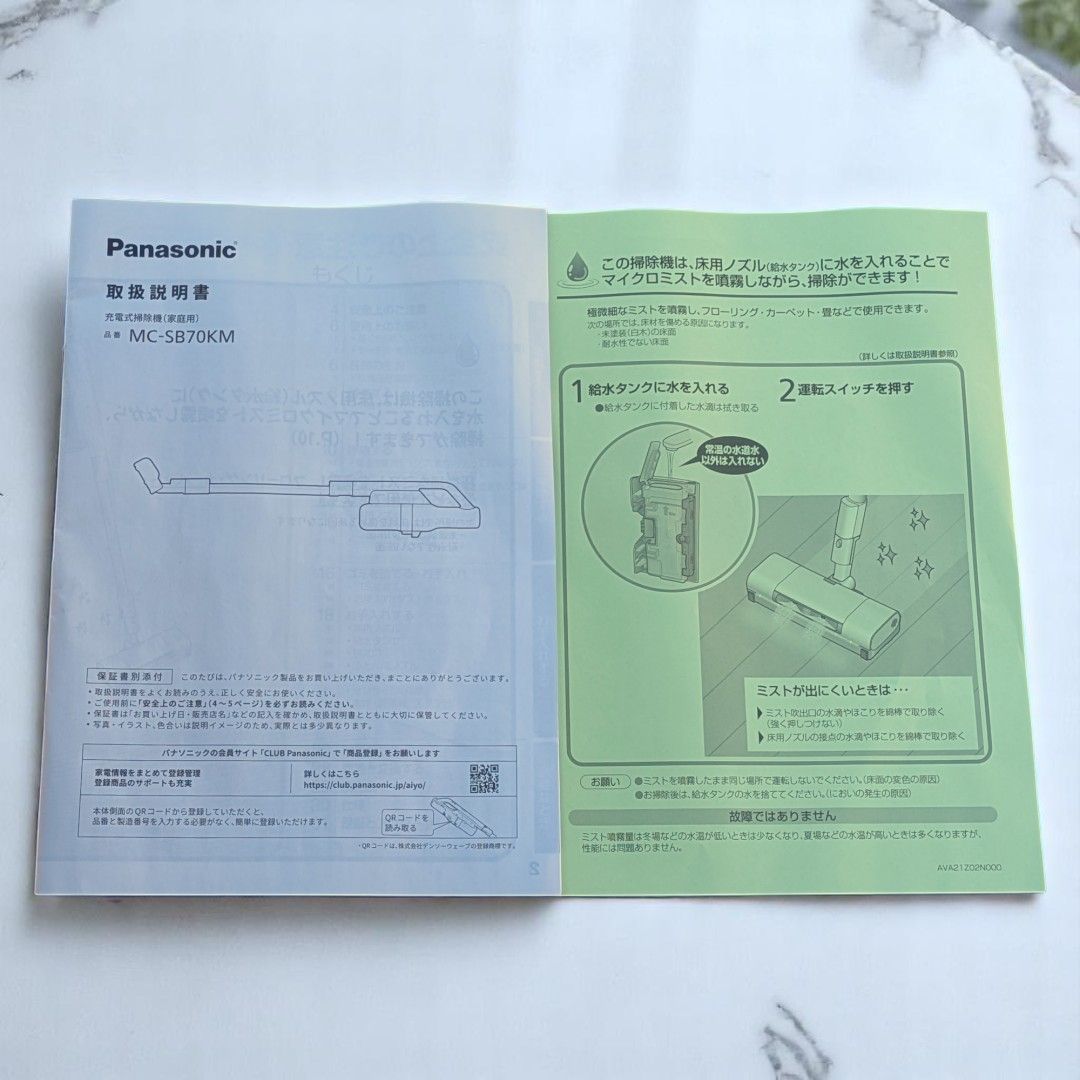 Panasonic
取扱説明書
充電式掃除機(家庭用)
品番 MC-SB70KM
保証書別添付 このたびは、パナソニック製品をお買い上げいただき、まことにありがとうございます。
・取扱説明書をよくお読みのうえ、正しく安全にお使いください。
・ご使用前に「安全上のご注意」(4～5ページ)を必ずお読みください。
・保証書は「お買い上げ日・販売店名」などの記入を確かめ、取扱説明書とともに大切に保管してください。
・写真・イラスト、色合いは説明イメージのため、実際とは多少異なります。
パナソニックの会員サイト「CLUB Panasonic」で「商品登録」をお願いします
家電情報をまとめて登録管理
登録商品のサポートも充実
詳しくはこちら
https://club.panasonic.jp/aiyo/
本体側面のQRコードから登録していただくと、
品番と製造番号を入力する必要がなく、簡単に登録いただけます。
QRコードを
読み取る
・QRコードは、株式会社デンソーウェーブの登録商標です。
この掃除機は、床用ノズル(給水タンク)に水を入れることで
マイクロミストを噴霧しながら、掃除ができます！
極微細なミストを噴霧し、フローリング・カーペット・畳などで使用できます。
次の場所では、床材を傷める原因になります。
・未塗装(白木)の床面
・耐水性でない床面
(詳しくは取扱説明書参照)
1 給水タンクに水を入れる
●給水タンクに付着した水滴は拭き取る
常温の水道水
以外は入れない
2 運転スイッチを押す
ミストが出にくいときは・・・
ミスト吹出口の水滴やほこりを綿棒で取り除く
(強く押しつけない)
床用ノズルの接点の水滴やほこりを綿棒で取り除く
お願い ●ミストを噴霧したまま同じ場所で運転しないでください。(床面の変色の原因)
●お掃除後は、給水タンクの水を捨ててください。(においの発生の原因)
故障ではありません
ミスト噴霧量は冬場などの水温が低いときは少なくなり、夏場などの水温が高いときは多くなりますが、
性能には問題ありません。
AVA21Z02N000